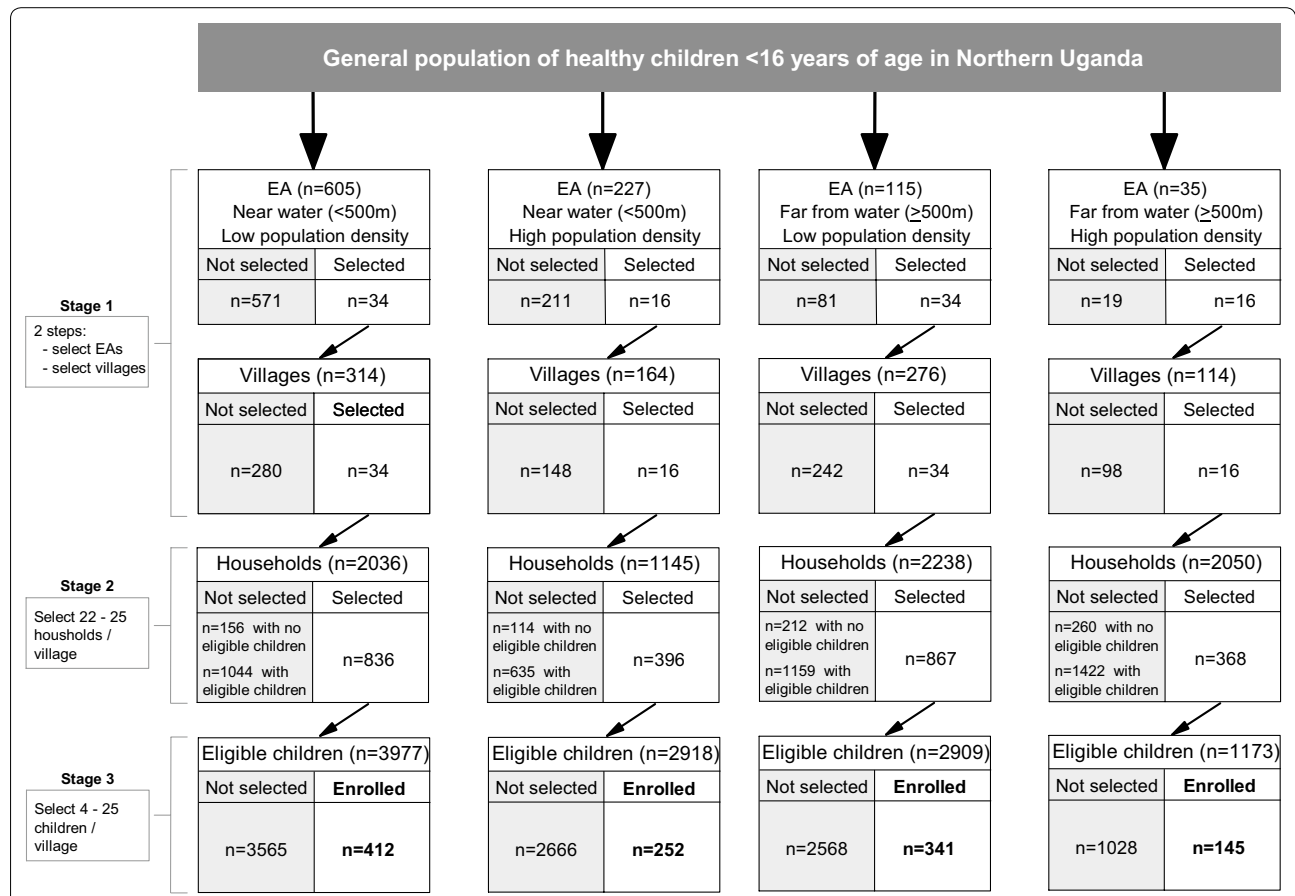 General population of healthy children <16 years of age in Northern Uganda
Stage 1
2 steps:
- select EAs
- select villages
EA (n=605)
Near water (<500m)
Low population density
Not selected Selected
n=571 n=34
EA (n=227)
Near water (<500m)
High population density
Not selected Selected
n=211 n=16
EA (n=115)
Far from water (≥500m)
Low population density
Not selected Selected
n=81 n=34
EA (n=35)
Far from water (≥500m)
High population density
Not selected Selected
n=19 n=16
Villages (n=314)
Not selected Selected
n=280 n=34
Villages (n=164)
Not selected Selected
n=148 n=16
Villages (n=276)
Not selected Selected
n=242 n=34
Villages (n=114)
Not selected Selected
n=98 n=16
Stage 2
Select 22 - 25
housholds /
village
Households (n=2036)
Not selected Selected
n=156 with no
eligible children
n=1044 with
eligible children
n=836
Households (n=1145)
Not selected Selected
n=114 with no
eligible children
n=635 with
eligible children
n=396
Households (n=2238)
Not selected Selected
n=212 with no
eligible children
n=1159 with
eligible children
n=867
Households (n=2050)
Not selected Selected
n=260 with no
eligible children
n=1422 with
eligible children
n=368
Stage 3
Select 4 - 25
children /
village
Eligible children (n=3977)
Not selected Enrolled
n=3565 n=412
Eligible children (n=2918)
Not selected Enrolled
n=2666 n=252
Eligible children (n=2909)
Not selected Enrolled
n=2568 n=341
Eligible children (n=1173)
Not selected Enrolled
n=1028 n=145